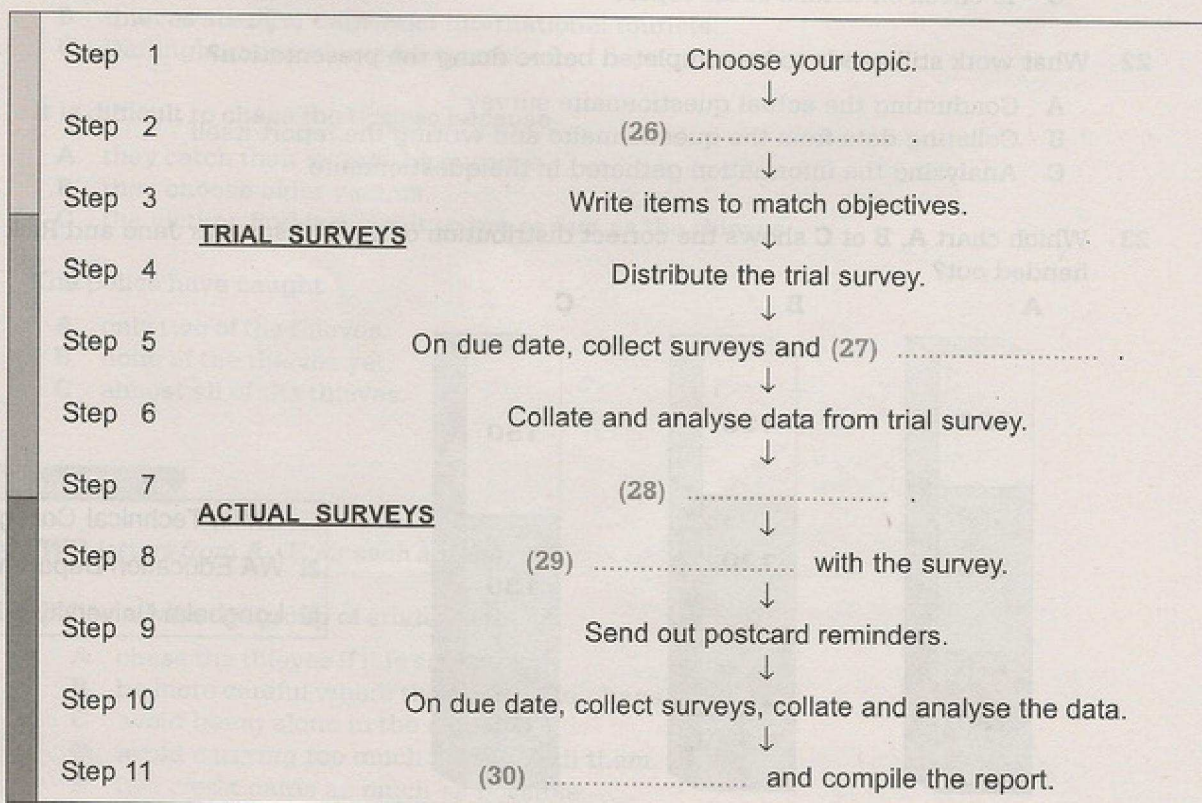 Step 1 Choose your topic.
↓
Step 2 (26) .............................. .
↓
Step 3 Write items to match objectives.
TRIAL SURVEYS ↓
Step 4 Distribute the trial survey.
↓
Step 5 On due date, collect surveys and (27) .............................. .
↓
Step 6 Collate and analyse data from trial survey.
↓
Step 7 (28) .............................. .
ACTUAL SURVEYS ↓
Step 8 (29) .............................. with the survey.
↓
Step 9 Send out postcard reminders.
↓
Step 10 On due date, collect surveys, collate and analyse the data.
↓
Step 11 (30) .............................. and compile the report.